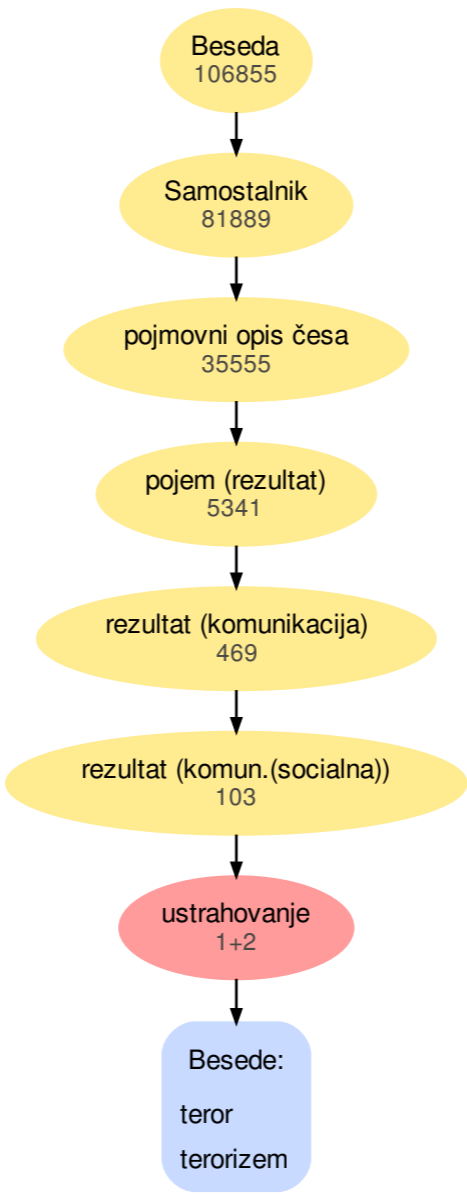 Beseda
106855
Samostalnik
81889
pojmovni opis česa
35555
pojem (rezultat)
5341
rezultat (komunikacija)
469
rezultat (komun.(socialna))
103
ustrahovanje
1+2
Besede:
teror
terorizem